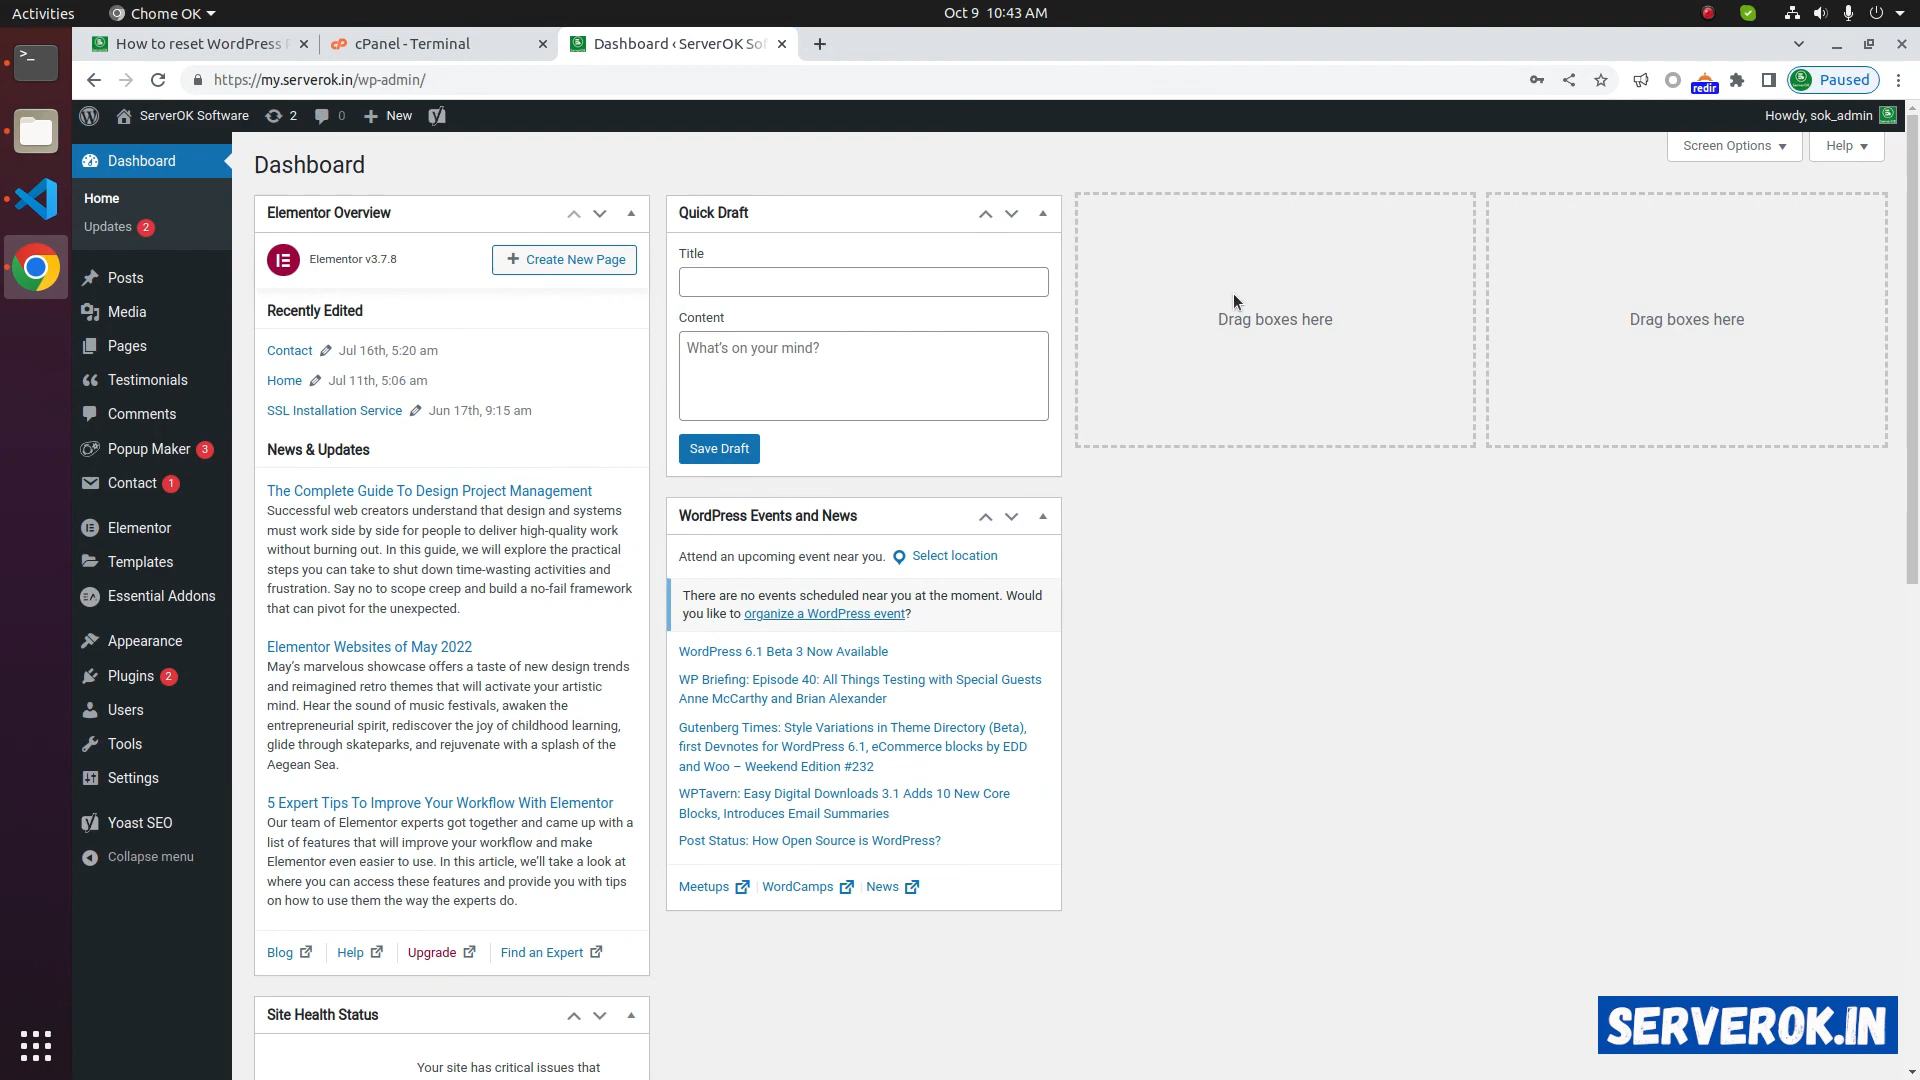 Activities
Chome OK
Oct 9 10:43 AM
How to reset WordPress P
cPanel - Terminal
Dashboard ‹ ServerOK Sof
https://my.serverok.in/wp-admin/
redir
Paused
ServerOK Software
2
0
New
Howdy, sok_admin
Dashboard
Home
Updates 2
Posts
Media
Pages
Testimonials
Comments
Popup Maker 3
Contact 1
Elementor
Templates
Essential Addons
Appearance
Plugins 2
Users
Tools
Settings
Yoast SEO
Collapse menu
Screen Options
Help
Dashboard
Elementor Overview
Elementor v3.7.8
Create New Page
Recently Edited
Contact Jul 16th, 5:20 am
Home Jul 11th, 5:06 am
SSL Installation Service Jun 17th, 9:15 am
News & Updates
The Complete Guide To Design Project Management
Successful web creators understand that design and systems
must work side by side for people to deliver high-quality work
without burning out. In this guide, we will explore the practical
steps you can take to shut down time-wasting activities and
frustration. Say no to scope creep and build a no-fail framework
that can pivot for the unexpected.
Elementor Websites of May 2022
May’s marvelous showcase offers a taste of new design trends
and reimagined retro themes that will activate your artistic
mind. Hear the sound of music festivals, awaken the
entrepreneurial spirit, rediscover the joy of childhood learning,
glide through skateparks, and rejuvenate with a splash of the
Aegean Sea.
5 Expert Tips To Improve Your Workflow With Elementor
Our team of Elementor experts got together and came up with a
list of features that will improve your workflow and make
Elementor even easier to use. In this article, we’ll take a look at
where you can access these features and provide you with tips
on how to use them the way the experts do.
Blog Help Upgrade Find an Expert
Site Health Status
Your site has critical issues that
Quick Draft
Title
Content
What’s on your mind?
Save Draft
WordPress Events and News
Attend an upcoming event near you. Select location
There are no events scheduled near you at the moment. Would
you like to organize a WordPress event?
WordPress 6.1 Beta 3 Now Available
WP Briefing: Episode 40: All Things Testing with Special Guests
Anne McCarthy and Brian Alexander
Gutenberg Times: Style Variations in Theme Directory (Beta),
first Devnotes for WordPress 6.1, eCommerce blocks by EDD
and Woo – Weekend Edition #232
WPTavern: Easy Digital Downloads 3.1 Adds 10 New Core
Blocks, Introduces Email Summaries
Post Status: How Open Source is WordPress?
Meetups WordCamps News
Drag boxes here
Drag boxes here
SERVEROK.IN